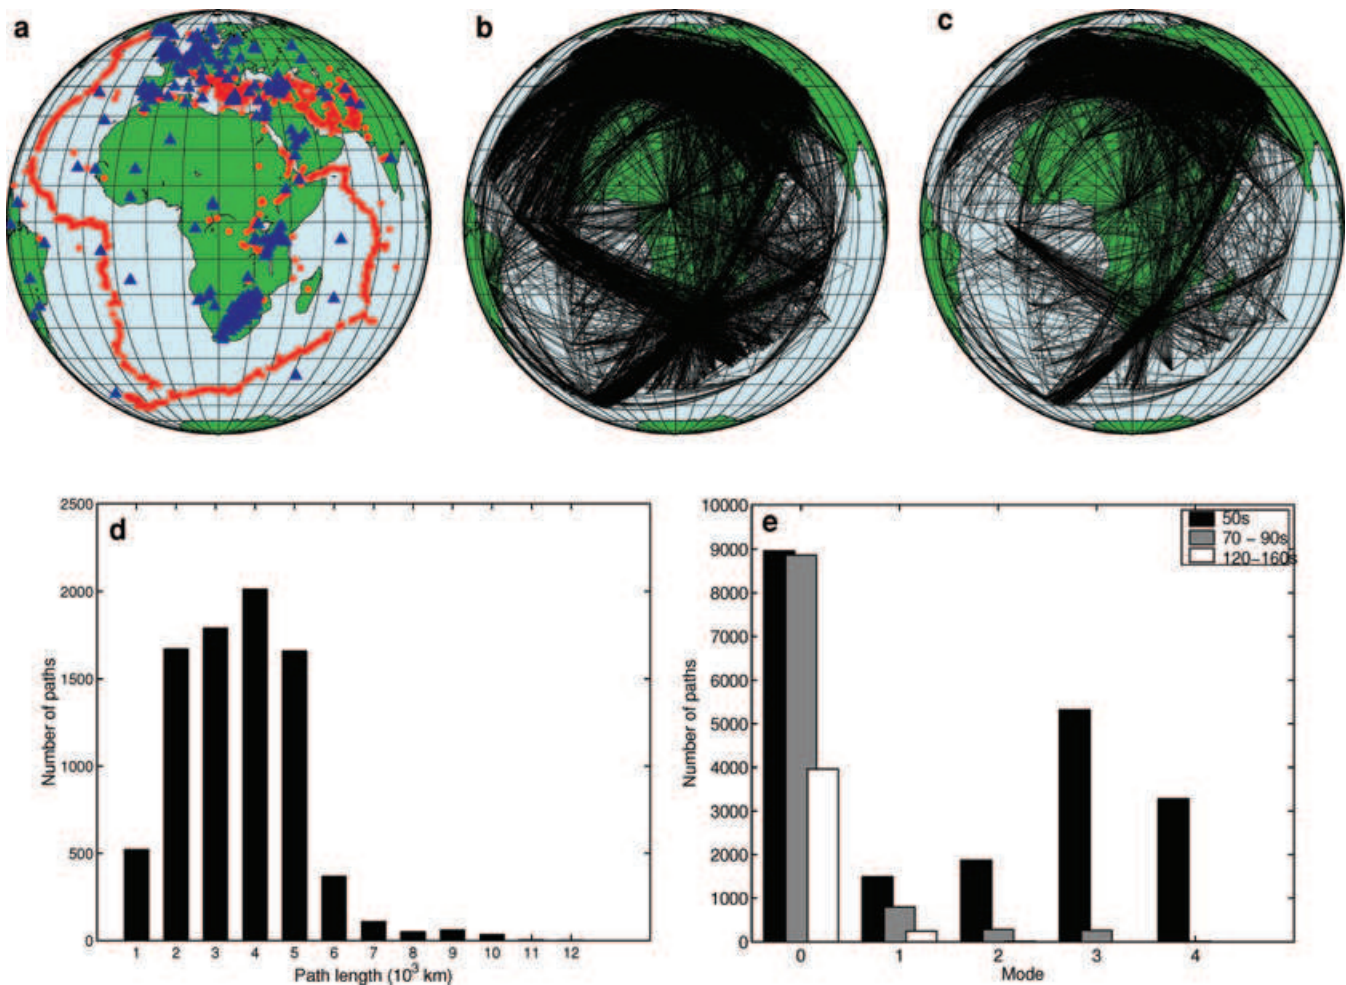 a
b
c
d
2500
2000
1500
1000
500
0
Number of paths
1 2 3 4 5 6 7 8 9 10 11 12
Path length (10³ km)
e
50s
70 - 90s
120-160s
10000
9000
8000
7000
6000
5000
4000
3000
2000
1000
0
Number of paths
0 1 2 3 4
Mode